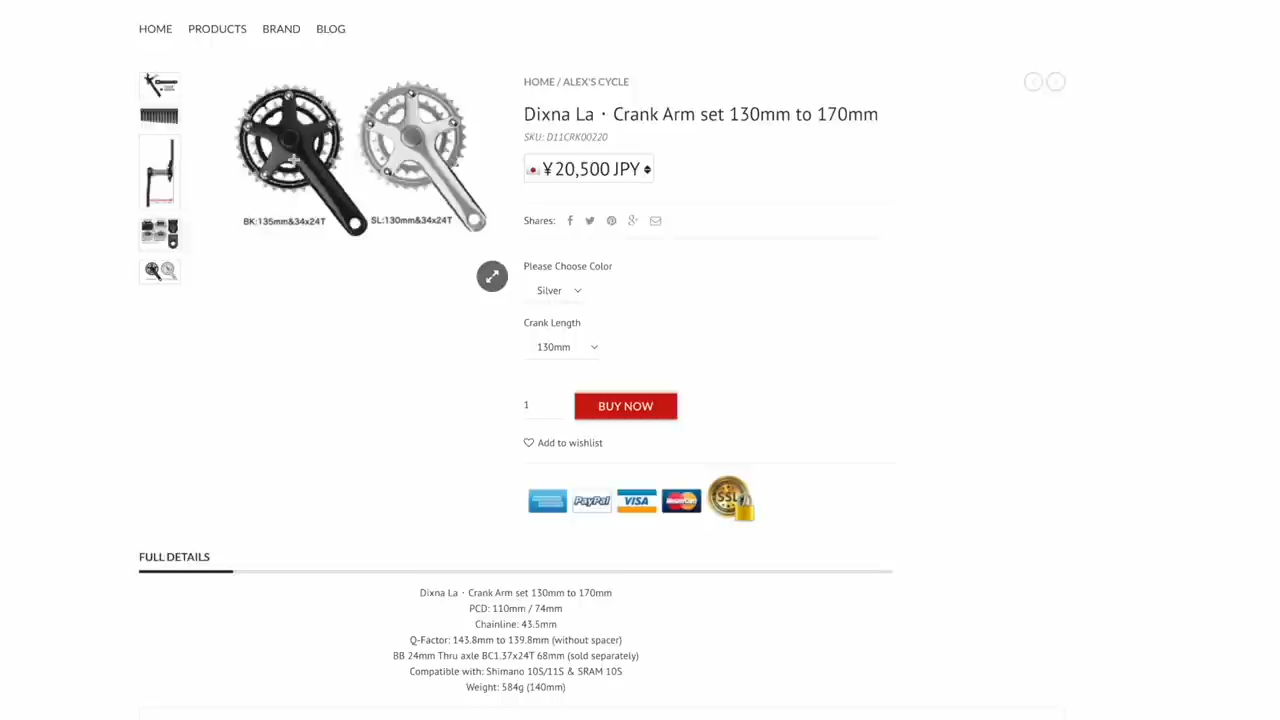 HOME PRODUCTS BRAND BLOG
HOME / ALEX'S CYCLE
Dixna La・Crank Arm set 130mm to 170mm
SKU: D11CRK00220
¥20,500 JPY
BK:135mm&34x24T SL:130mm&34x24T
Shares:
Please Choose Color
Silver
Crank Length
130mm
1 BUY NOW
Add to wishlist
PayPal VISA MasterCard SSL
FULL DETAILS
Dixna La・Crank Arm set 130mm to 170mm
PCD: 110mm / 74mm
Chainline: 43.5mm
Q-Factor: 143.8mm to 139.8mm (without spacer)
BB 24mm Thru axle BC1.37x24T 68mm (sold separately)
Compatible with: Shimano 10S/11S & SRAM 10S
Weight: 584g (140mm)